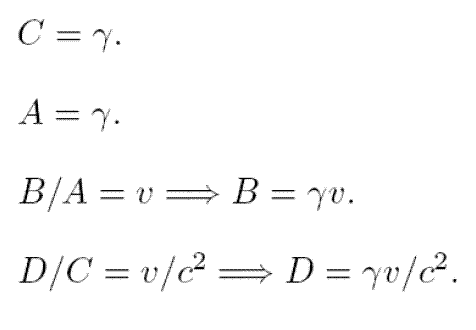 C = γ.
A = γ.
B/A = v ⟹ B = γv.
D/C = v/c² ⟹ D = γv/c².